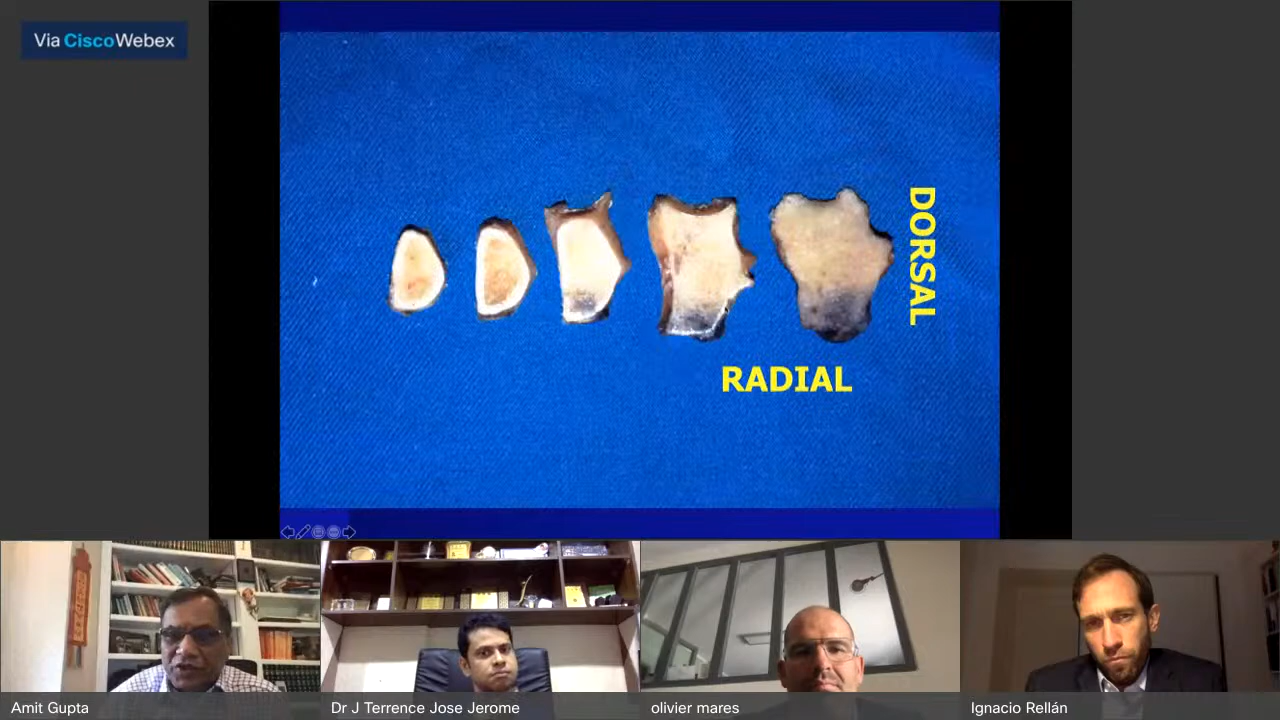 Via CiscoWebex
DORSAL
RADIAL
Amit Gupta
Dr J Terrence Jose Jerome
olivier mares
Ignacio Rellán